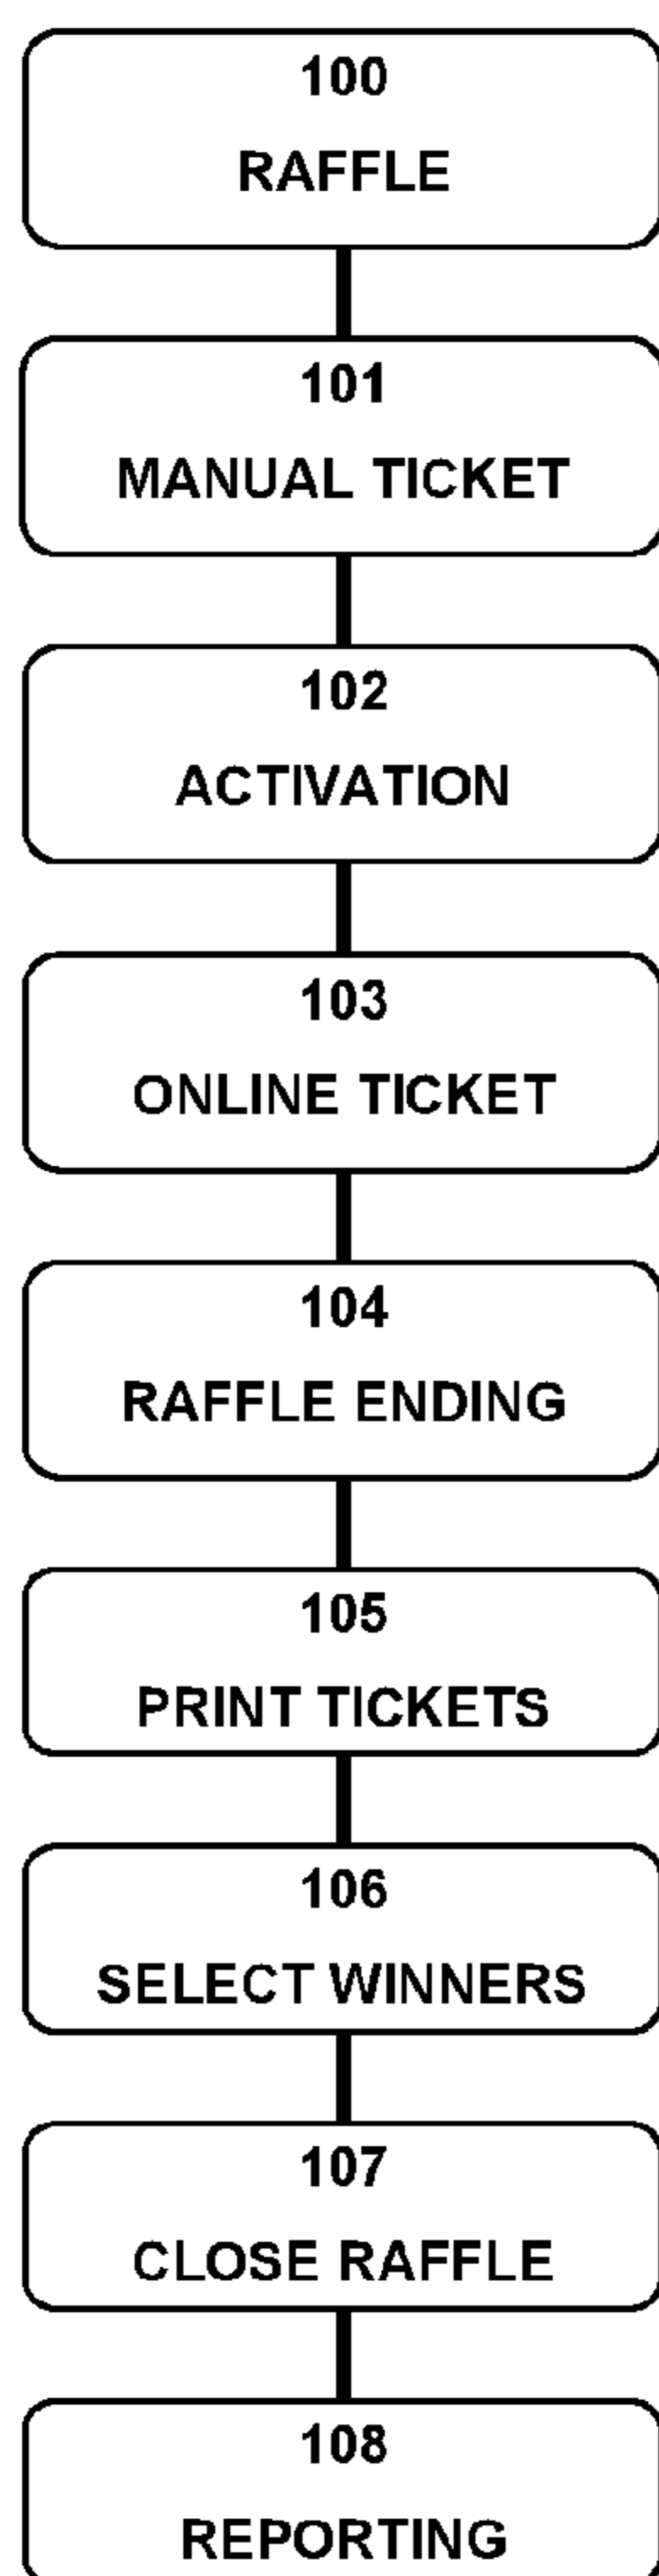 100
RAFFLE
101
MANUAL TICKET
102
ACTIVATION
103
ONLINE TICKET
104
RAFFLE ENDING
105
PRINT TICKETS
106
SELECT WINNERS
107
CLOSE RAFFLE
108
REPORTING